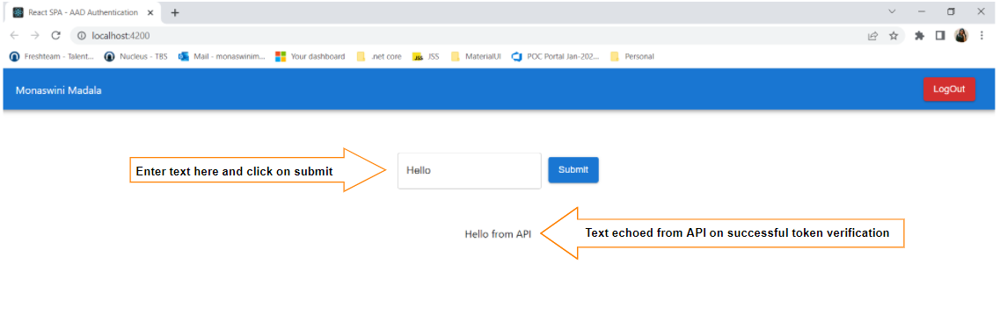 React SPA - AAD Authentication
localhost:4200
Freshteam - Talent... Nucleus - TBS Mail - monaswinim... Your dashboard .net core JSS JSS MaterialUI POC Portal Jan-202... Personal
Monaswini Madala LogOut
Enter text here and click on submit Hello Submit
Hello from API Text echoed from API on successful token verification